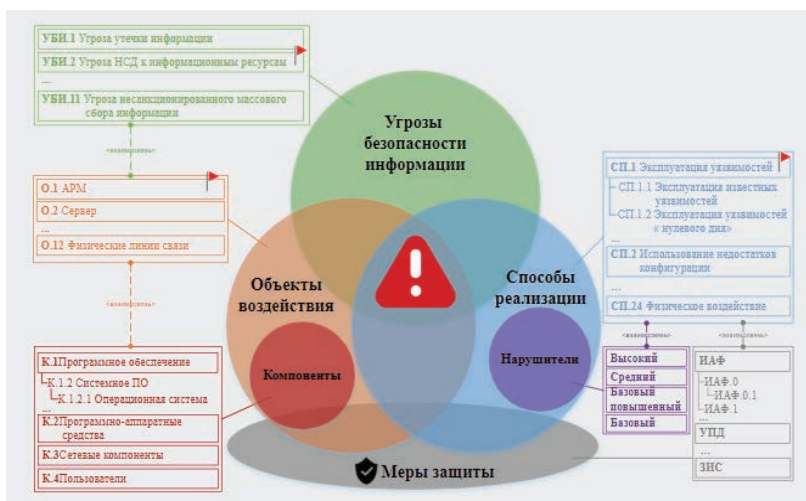 УБИ.1 Угроза утечки информации
УБИ.2 Угроза НСД к информационным ресурсам
...
УБИ.11 Угроза несанкционированного массового
сбора информации
О.1 АРМ
О.2 Сервер
...
О.12 Физические линии связи
К.1Программное обеспечение
К.1.2 Системное ПО
К.1.2.1 Операционная система
...
К.2Программно-аппаратные
средства
К.3Сетевые компоненты
К.4Пользователи
Угрозы
безопасности
информации
Объекты
воздействия
Компоненты
Способы
реализации
Нарушители
Меры защиты
СП.1 Эксплуатация уязвимостей
СП.1.1 Эксплуатация известных
уязвимостей
СП.1.2 Эксплуатация уязвимостей
« нулевого дня»
...
СП.2 Использование недостатков
конфигурации
....
СП.24 Физическое воздействие
Высокий
Средний
Базовый
повышенный
Базовый
ИАФ
ИАФ.0
ИАФ.0.1
ИАФ.1
УПД
...
ЗИС